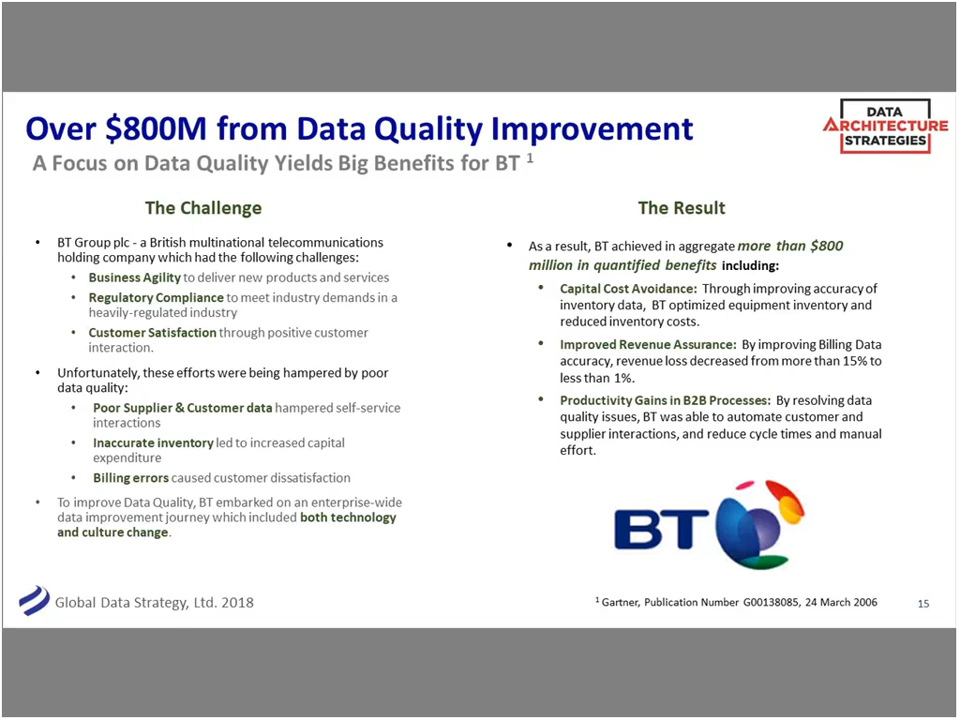 Over $800M from Data Quality Improvement
A Focus on Data Quality Yields Big Benefits for BT 1
DATA
ARCHITECTURE
STRATEGIES
The Challenge
• BT Group plc - a British multinational telecommunications
holding company which had the following challenges:
• Business Agility to deliver new products and services
• Regulatory Compliance to meet industry demands in a
heavily-regulated industry
• Customer Satisfaction through positive customer
interaction.
• Unfortunately, these efforts were being hampered by poor
data quality:
• Poor Supplier & Customer data hampered self-service
interactions
• Inaccurate inventory led to increased capital
expenditure
• Billing errors caused customer dissatisfaction
• To improve Data Quality, BT embarked on an enterprise-wide
data improvement journey which included both technology
and culture change.
The Result
• As a result, BT achieved in aggregate more than $800
million in quantified benefits including:
• Capital Cost Avoidance: Through improving accuracy of
inventory data, BT optimized equipment inventory and
reduced inventory costs.
• Improved Revenue Assurance: By improving Billing Data
accuracy, revenue loss decreased from more than 15% to
less than 1%.
• Productivity Gains in B2B Processes: By resolving data
quality issues, BT was able to automate customer and
supplier interactions, and reduce cycle times and manual
effort.
BT
Global Data Strategy, Ltd. 2018
1 Gartner, Publication Number G00138085, 24 March 2006
15